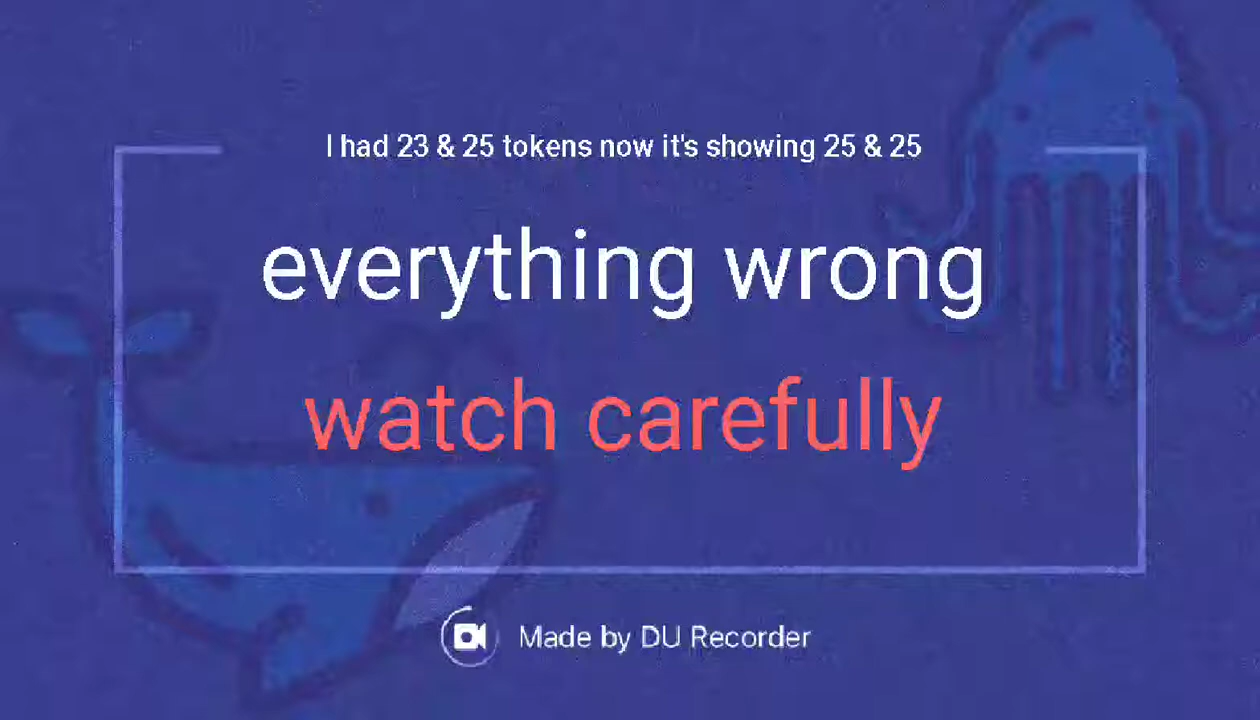 I had 23 & 25 tokens now it's showing 25 & 25
everything wrong
watch carefully
Made by DU Recorder